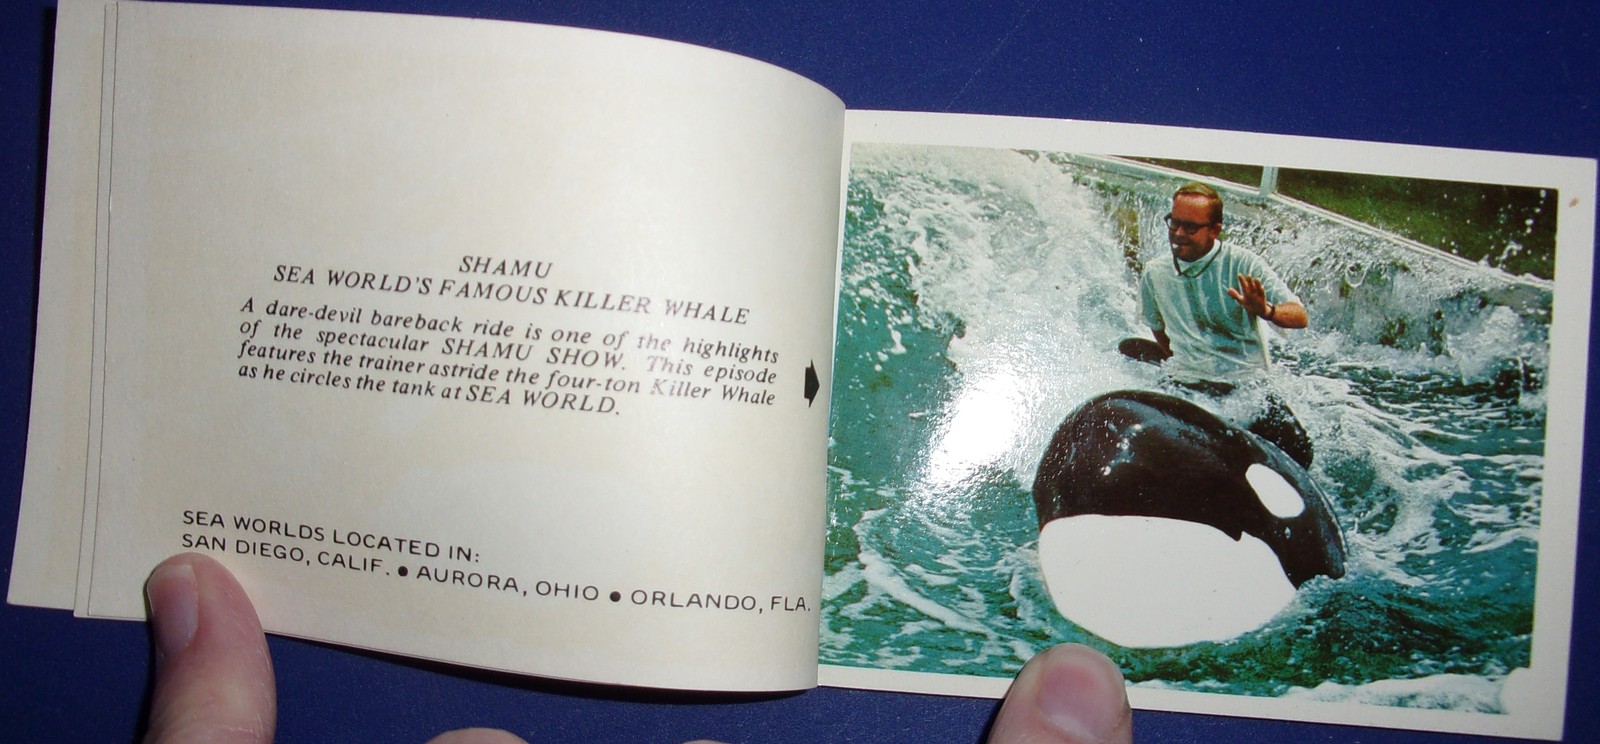 SHAMU
SEA WORLD'S FAMOUS KILLER WHALE
A dare-devil bareback ride is one of the highlights
of the spectacular SHAMU SHOW. This episode
features the trainer astride the four-ton Killer Whale
as he circles the tank at SEA WORLD.
SEA WORLDS LOCATED IN:
SAN DIEGO, CALIF. ● AURORA, OHIO ● ORLANDO, FLA.